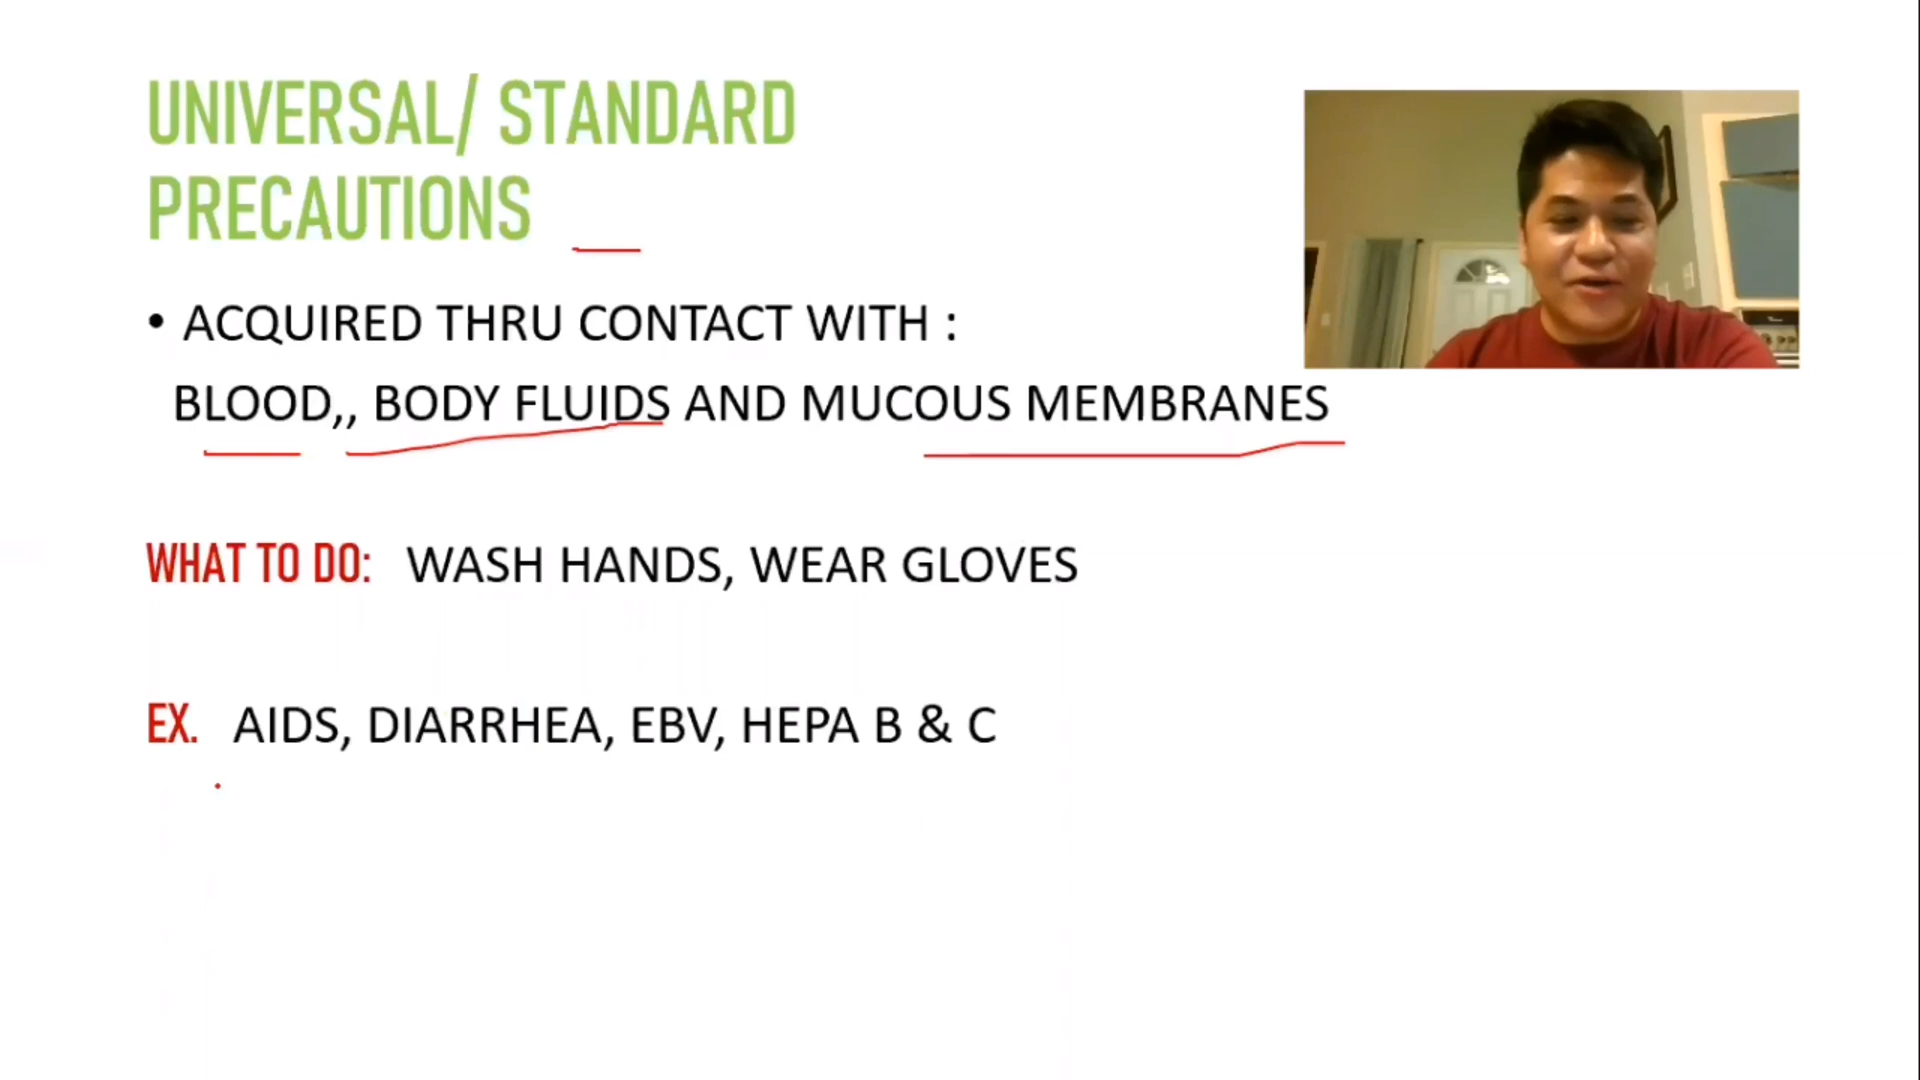 UNIVERSAL/ STANDARD
PRECAUTIONS
• ACQUIRED THRU CONTACT WITH :
BLOOD,, BODY FLUIDS AND MUCOUS MEMBRANES
WHAT TO DO: WASH HANDS, WEAR GLOVES
EX. AIDS, DIARRHEA, EBV, HEPA B & C